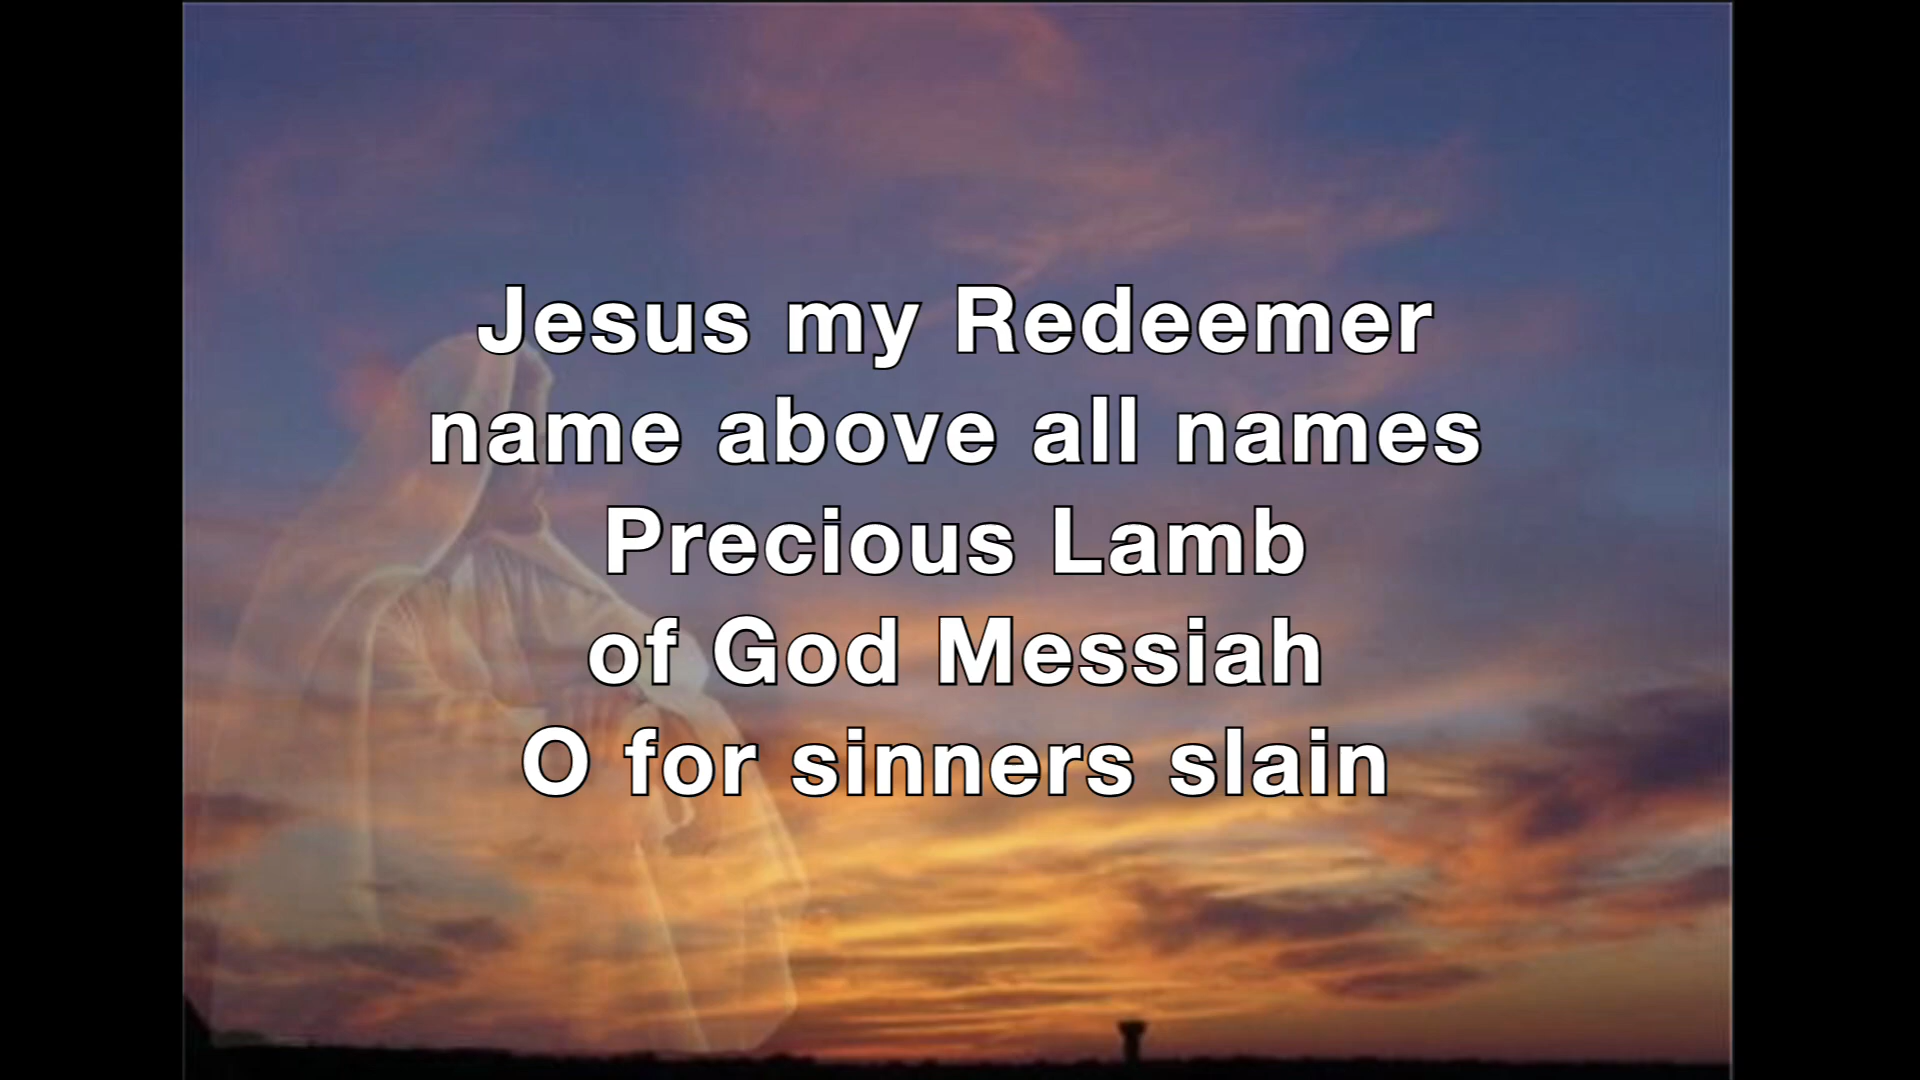 Jesus my Redeemer
name above all names
Precious Lamb
of God Messiah
O for sinners slain